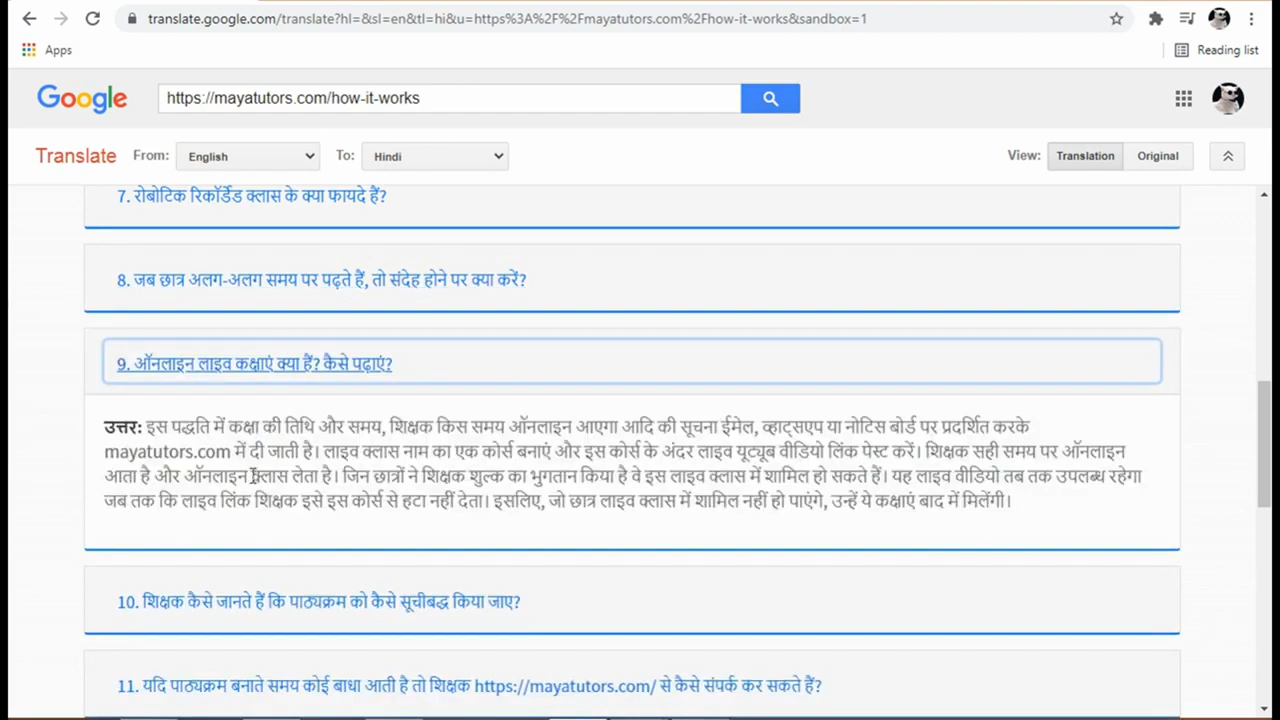 translate.google.com/translate?hl=&sl=en&tl=hi&u=https%3A%2F%2Fmayatutors.com%2Fhow-it-works&sandbox=1
Apps
Reading list
Google
https://mayatutors.com/how-it-works
Translate From: English To: Hindi View: Translation Original
7. रोबोटिक रिकॉर्डेड क्लास के क्या फायदे हैं?
8. जब छात्र अलग-अलग समय पर पढ़ते हैं, तो संदेह होने पर क्या करें?
9. ऑनलाइन लाइव कक्षाएं क्या हैं? कैसे पढ़ाएं?
उत्तर: इस पद्धति में कक्षा की तिथि और समय, शिक्षक किस समय ऑनलाइन आएगा आदि की सूचना ईमेल, व्हाट्सएप या नोटिस बोर्ड पर प्रदर्शित करके
mayatutors.com में दी जाती है। लाइव क्लास नाम का एक कोर्स बनाएं और इस कोर्स के अंदर लाइव यूट्यूब वीडियो लिंक पेस्ट करें। शिक्षक सही समय पर ऑनलाइन
आता है और ऑनलाइन क्लास लेता है। जिन छात्रों ने शिक्षक शुल्क का भुगतान किया है वे इस लाइव क्लास में शामिल हो सकते हैं। यह लाइव वीडियो तब तक उपलब्ध रहेगा
जब तक कि लाइव लिंक शिक्षक इसे इस कोर्स से हटा नहीं देता। इसलिए, जो छात्र लाइव क्लास में शामिल नहीं हो पाएंगे, उन्हें ये कक्षाएं बाद में मिलेंगी।
10. शिक्षक कैसे जानते हैं कि पाठ्यक्रम को कैसे सूचीबद्ध किया जाए?
11. यदि पाठ्यक्रम बनाते समय कोई बाधा आती है तो शिक्षक https://mayatutors.com/ से कैसे संपर्क कर सकते हैं?